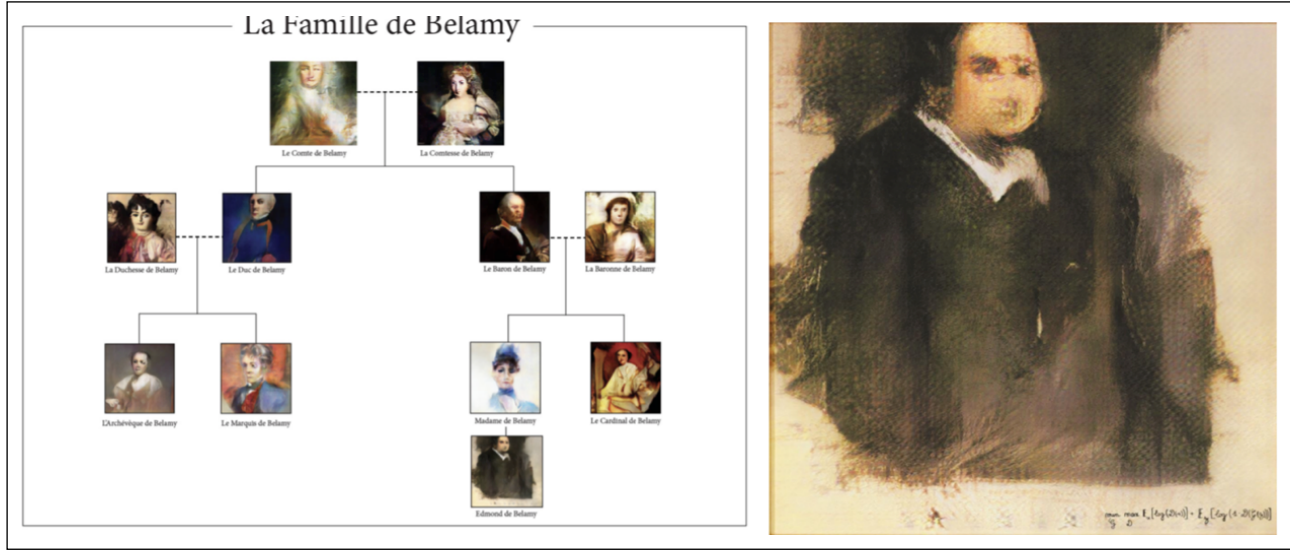 La Famille de Belamy
Le Comte de Belamy
La Comtesse de Belamy
La Duchesse de Belamy
Le Duc de Belamy
Le Baron de Belamy
La Baronne de Belamy
L'Archévêque de Belamy
Le Marquis de Belamy
Madame de Belamy
Le Cardinal de Belamy
Edmond de Belamy